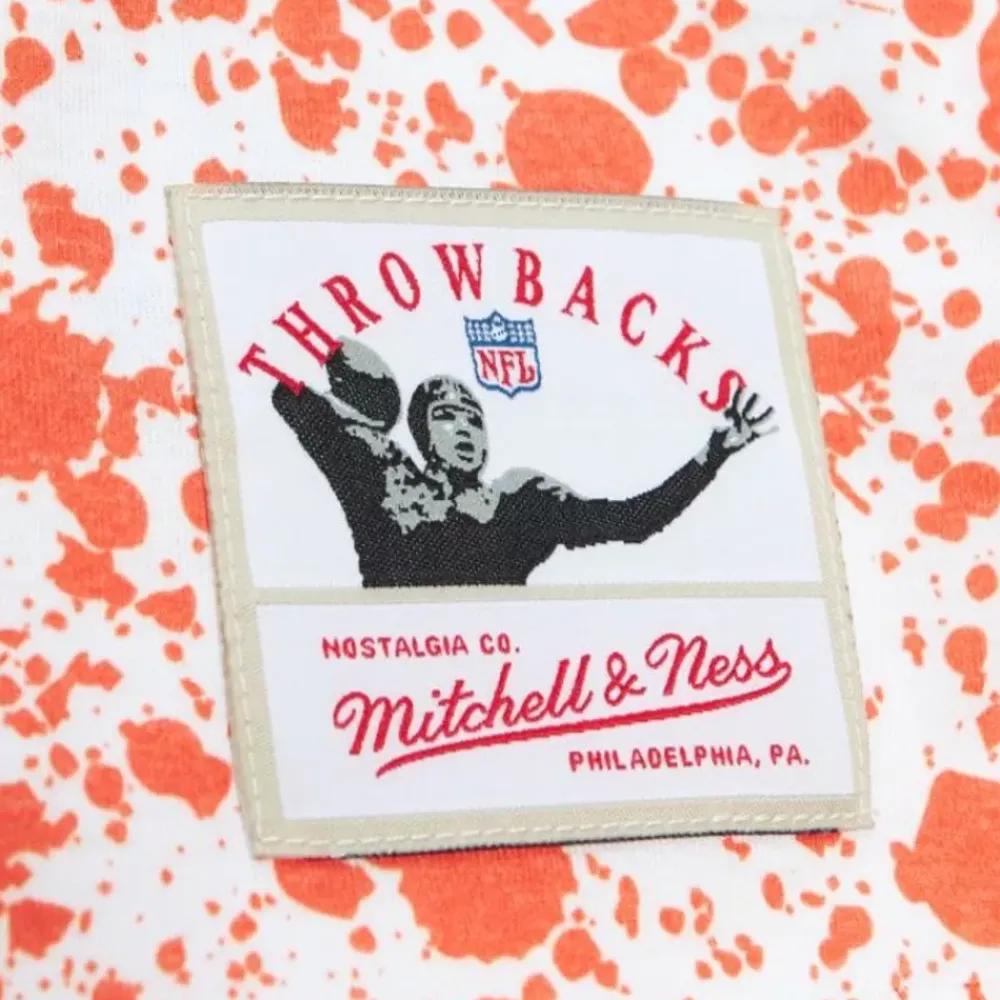 THROWBACKS
NFL
NOSTALGIA CO.
Mitchell & Ness
PHILADELPHIA, PA.